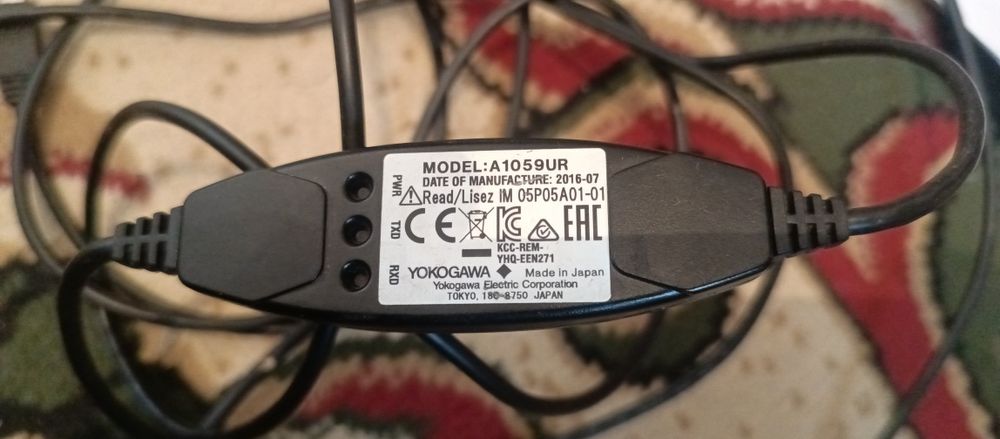 MODEL:A1059UR
DATE OF MANUFACTURE: 2016-07
Read/Lisez IM 05P05A01-01
CE
EAC
KCC-REM-
YHQ-EEN271
YOKOGAWA
Made in Japan
Yokogawa Electric Corporation
TOKYO, 180-8750 JAPAN
PWR
TXD
RXD